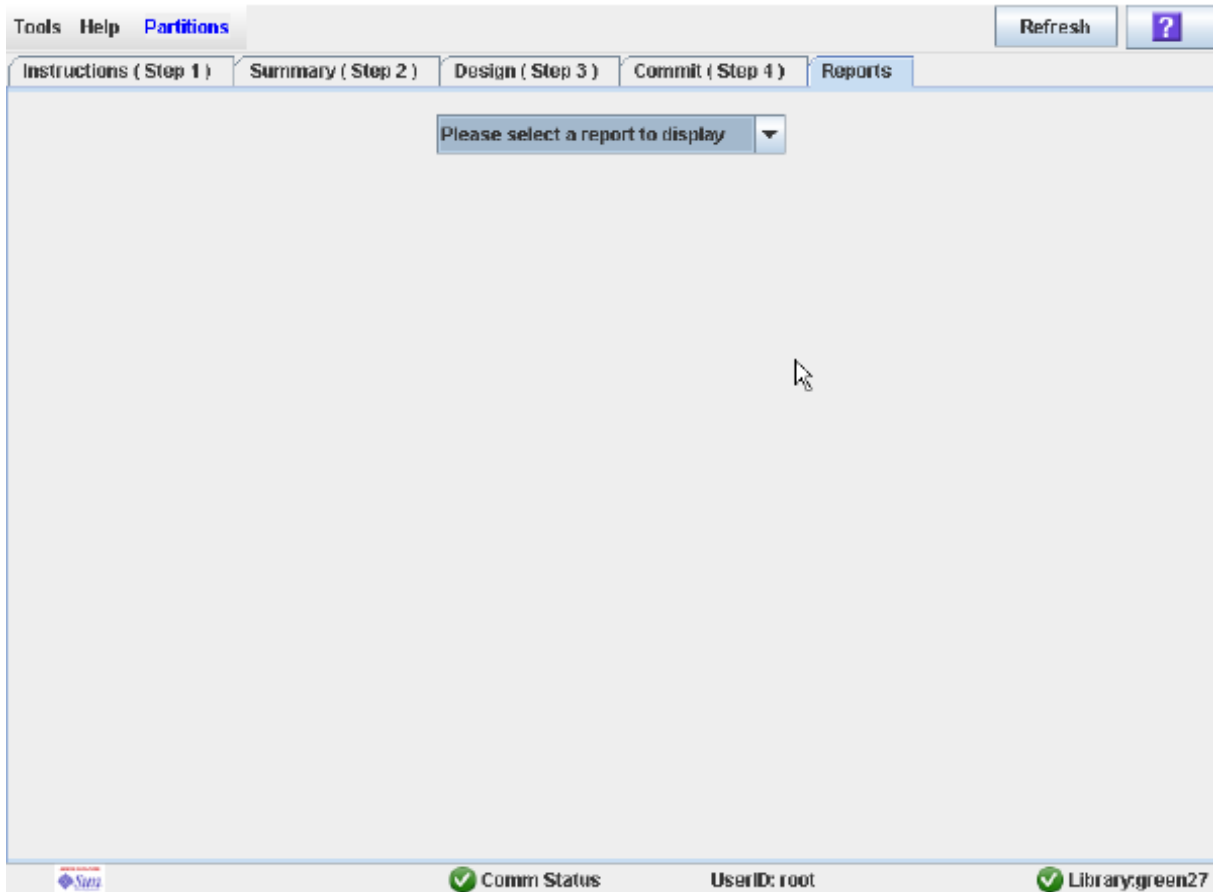 Tools Help Partitions Refresh ?
Instructions ( Step 1 ) Summary ( Step 2 ) Design ( Step 3 ) Commit ( Step 4 ) Reports
Please select a report to display
Sun Comm Status UserID: root Library:green27